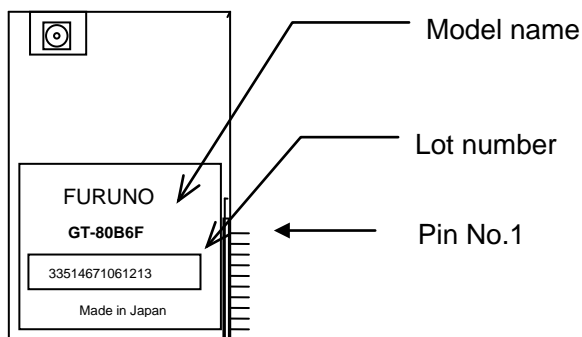 Model name
Lot number
FURUNO
GT-80B6F
Pin No.1
33514671061213
Made in Japan